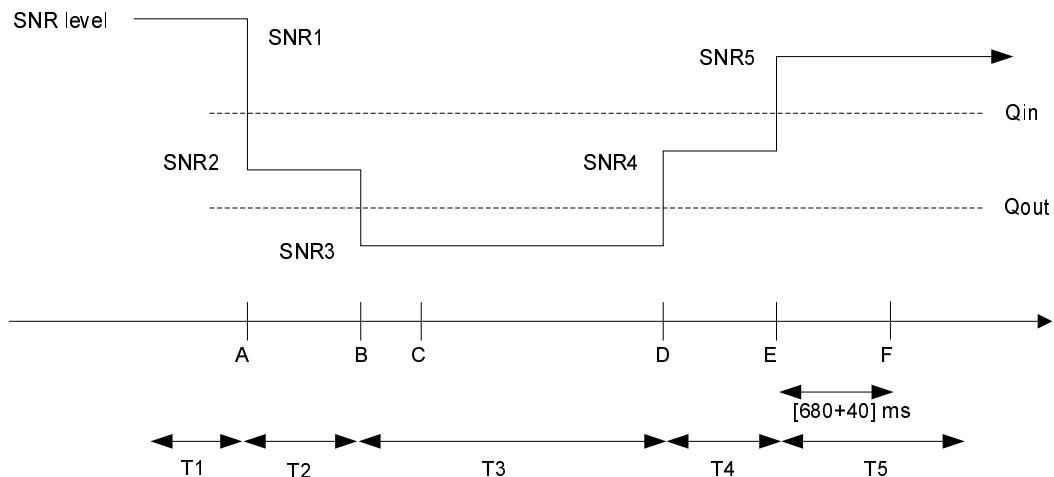 SNR level
SNR1
SNR5
Qin
SNR2
SNR4
Qout
SNR3
A B C D E F
[680+40] ms
T1 T2 T3 T4 T5